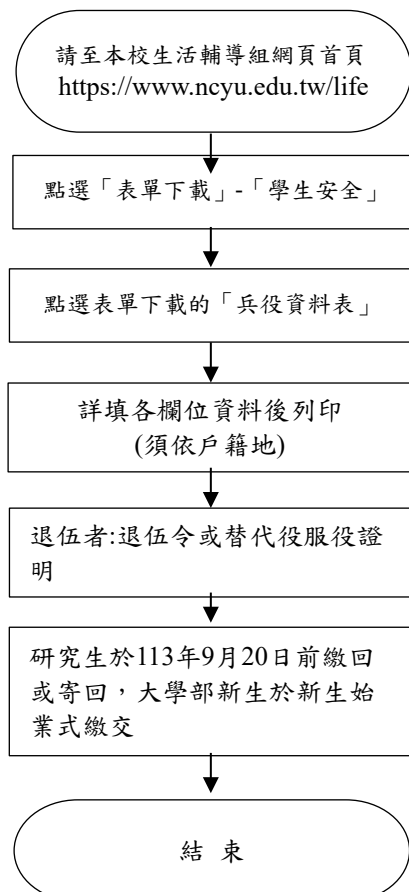 請至本校生活輔導組網頁首頁
https://www.ncyu.edu.tw/life
點選「表單下載」-「學生安全」
點選表單下載的「兵役資料表」
詳填各欄位資料後列印
(須依戶籍地)
退伍者:退伍令或替代役服役證
明
研究生於113年9月20日前繳回
或寄回，大學部新生於新生始
業式繳交
結 束